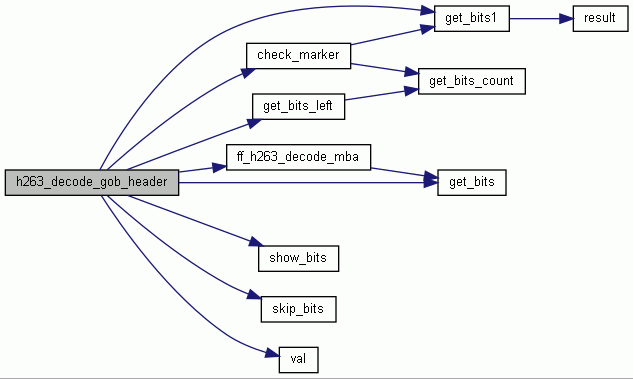 get_bits1
result
check_marker
get_bits_count
get_bits_left
ff_h263_decode_mba
h263_decode_gob_header
get_bits
show_bits
skip_bits
val